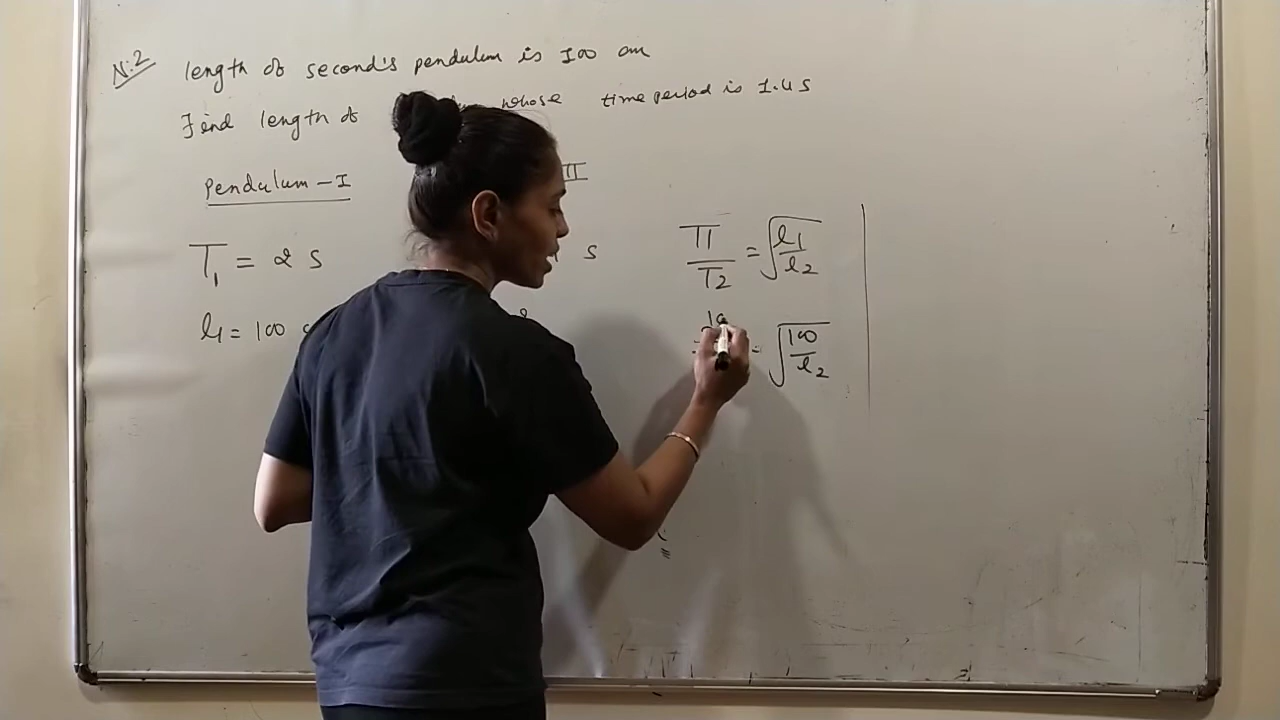 N.2 length of second's pendulum is 100 cm
Find length of whose time period is 1.4 s
Pendulum - I II
T1 = 2 s s
l1 = 100
T1/T2 = √(l1/l2)
= √(100/l2)